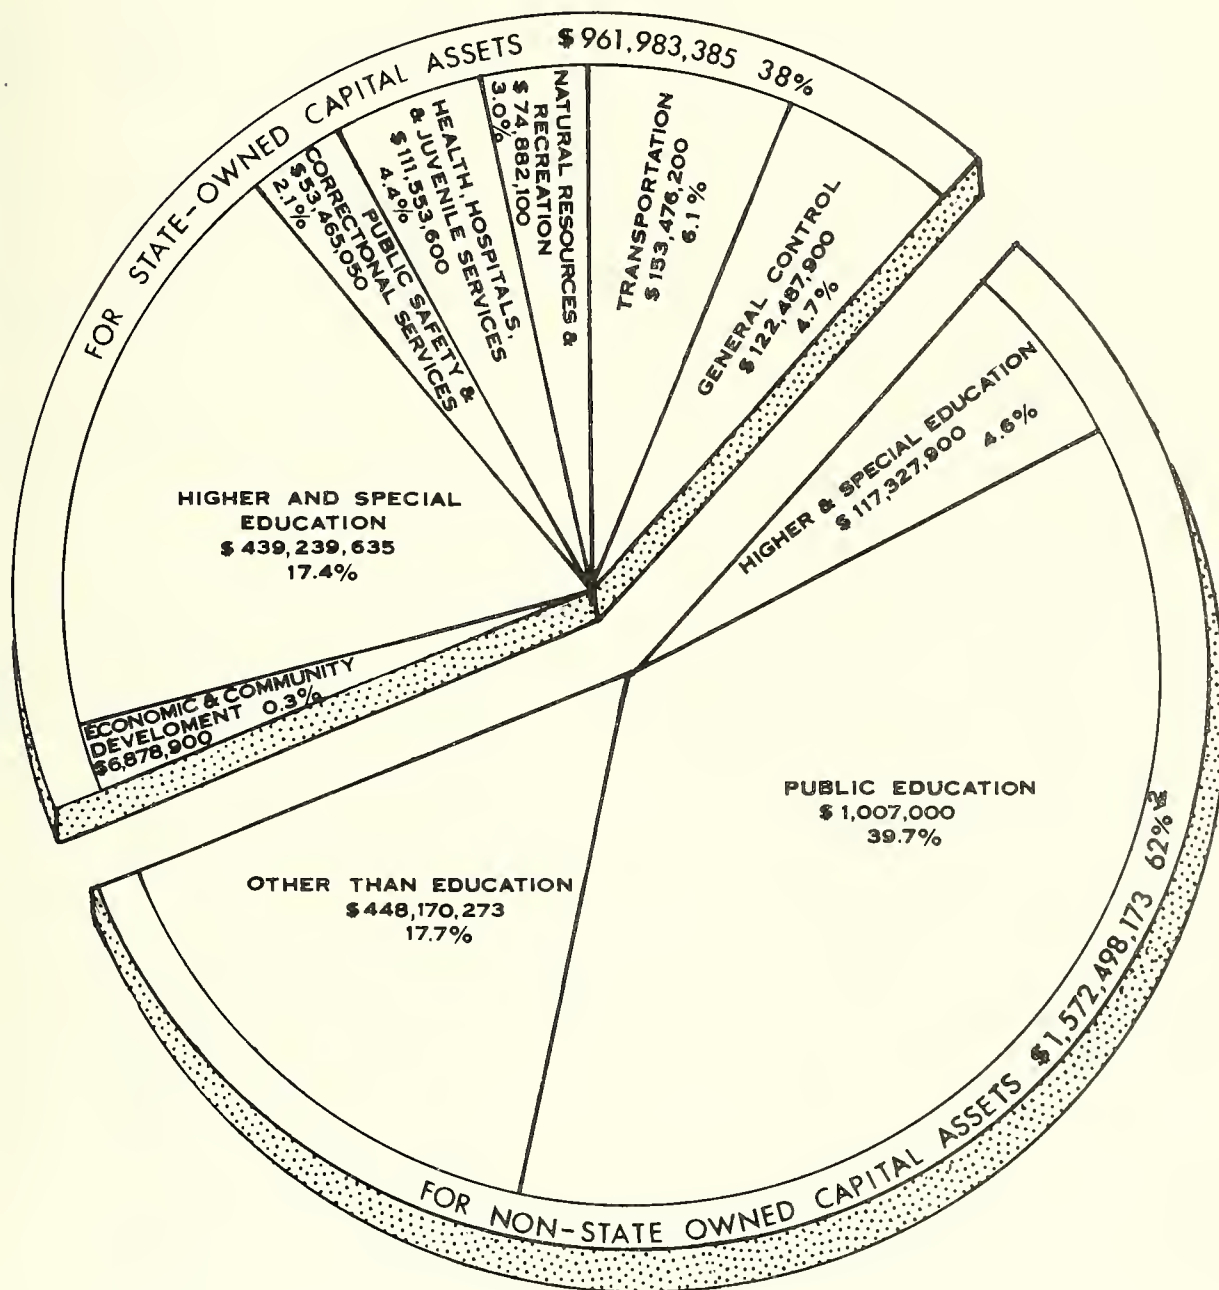 FOR STATE-OWNED CAPITAL ASSETS $961,983,385 38%
ECONOMIC & COMMUNITY
DEVELOMENT 0.3%
$6,878,900
HIGHER AND SPECIAL
EDUCATION
$439,239,635
17.4%
PUBLIC SAFETY &
CORRECTIONAL SERVICES
$53,465,050
2.1%
HEALTH, HOSPITALS,
& JUVENILE SERVICES
$111,553,600
4.4%
NATURAL RESOURCES &
RECREATION
$74,882,100
3.0%
TRANSPORTATION
$153,476,200
6.1%
GENERAL CONTROL
$122,487,900
4.7%
HIGHER & SPECIAL EDUCATION
$117,327,900 4.6%
PUBLIC EDUCATION
$1,007,000
39.7%
OTHER THAN EDUCATION
$448,170,273
17.7%
FOR NON-STATE OWNED CAPITAL ASSETS $1,572,498,173 62%